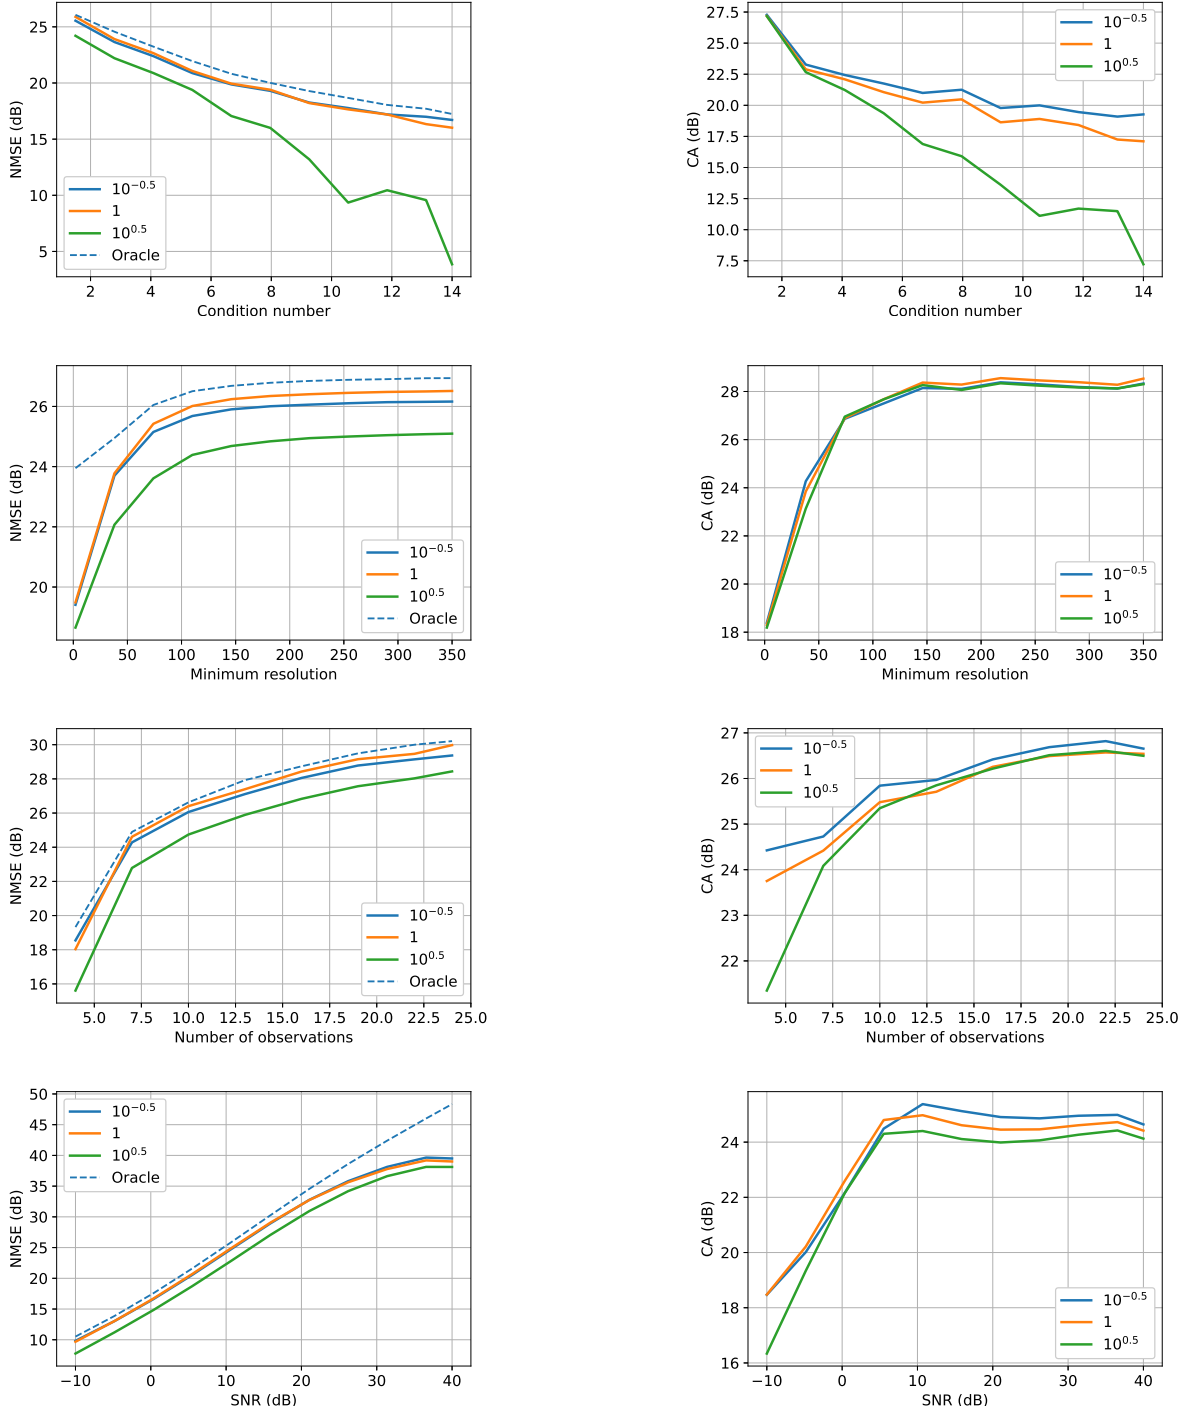 25
20
15
10
5
NMSE (dB)
10^{-0.5}
1
10^{0.5}
Oracle
2 4 6 8 10 12 14
Condition number
27.5
25.0
22.5
20.0
17.5
15.0
12.5
10.0
7.5
CA (dB)
10^{-0.5}
1
10^{0.5}
2 4 6 8 10 12 14
Condition number
26
24
22
20
NMSE (dB)
10^{-0.5}
1
10^{0.5}
Oracle
0 50 100 150 200 250 300 350
Minimum resolution
28
26
24
22
20
18
CA (dB)
10^{-0.5}
1
10^{0.5}
0 50 100 150 200 250 300 350
Minimum resolution
30
28
26
24
22
20
18
16
NMSE (dB)
10^{-0.5}
1
10^{0.5}
Oracle
5.0 7.5 10.0 12.5 15.0 17.5 20.0 22.5 25.0
Number of observations
27
26
25
24
23
22
CA (dB)
10^{-0.5}
1
10^{0.5}
5.0 7.5 10.0 12.5 15.0 17.5 20.0 22.5 25.0
Number of observations
50
45
40
35
30
25
20
15
10
NMSE (dB)
10^{-0.5}
1
10^{0.5}
Oracle
−10 0 10 20 30 40
SNR (dB)
24
22
20
18
16
CA (dB)
10^{-0.5}
1
10^{0.5}
−10 0 10 20 30 40
SNR (dB)